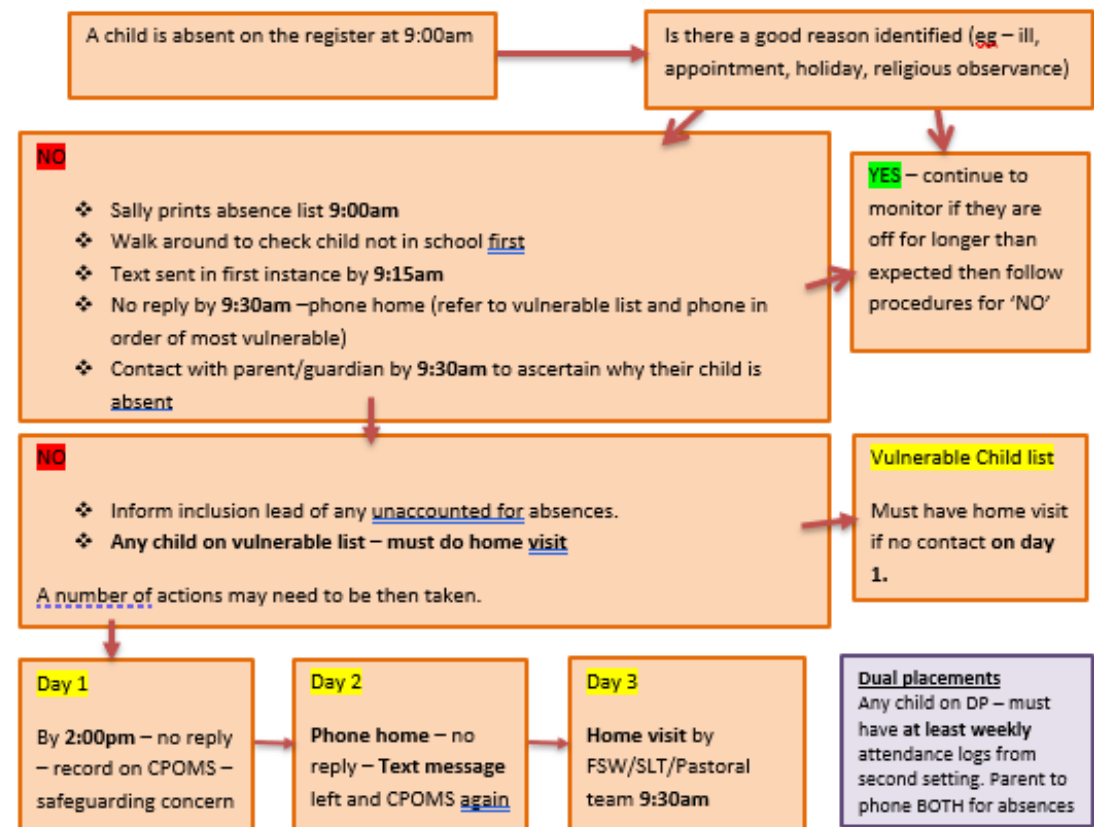 A child is absent on the register at 9:00am
Is there a good reason identified (eg – ill,
appointment, holiday, religious observance)
NO
❖ Sally prints absence list 9:00am
❖ Walk around to check child not in school first
❖ Text sent in first instance by 9:15am
❖ No reply by 9:30am –phone home (refer to vulnerable list and phone in
order of most vulnerable)
❖ Contact with parent/guardian by 9:30am to ascertain why their child is
absent
YES – continue to
monitor if they are
off for longer than
expected then follow
procedures for ‘NO’
NO
❖ Inform inclusion lead of any unaccounted for absences.
❖ Any child on vulnerable list – must do home visit
A number of actions may need to be then taken.
Vulnerable Child list
Must have home visit
if no contact on day
1.
Day 1
By 2:00pm – no reply
– record on CPOMS –
safeguarding concern
Day 2
Phone home – no
reply – Text message
left and CPOMS again
Day 3
Home visit by
FSW/SLT/Pastoral
team 9:30am
Dual placements
Any child on DP – must
have at least weekly
attendance logs from
second setting. Parent to
phone BOTH for absences